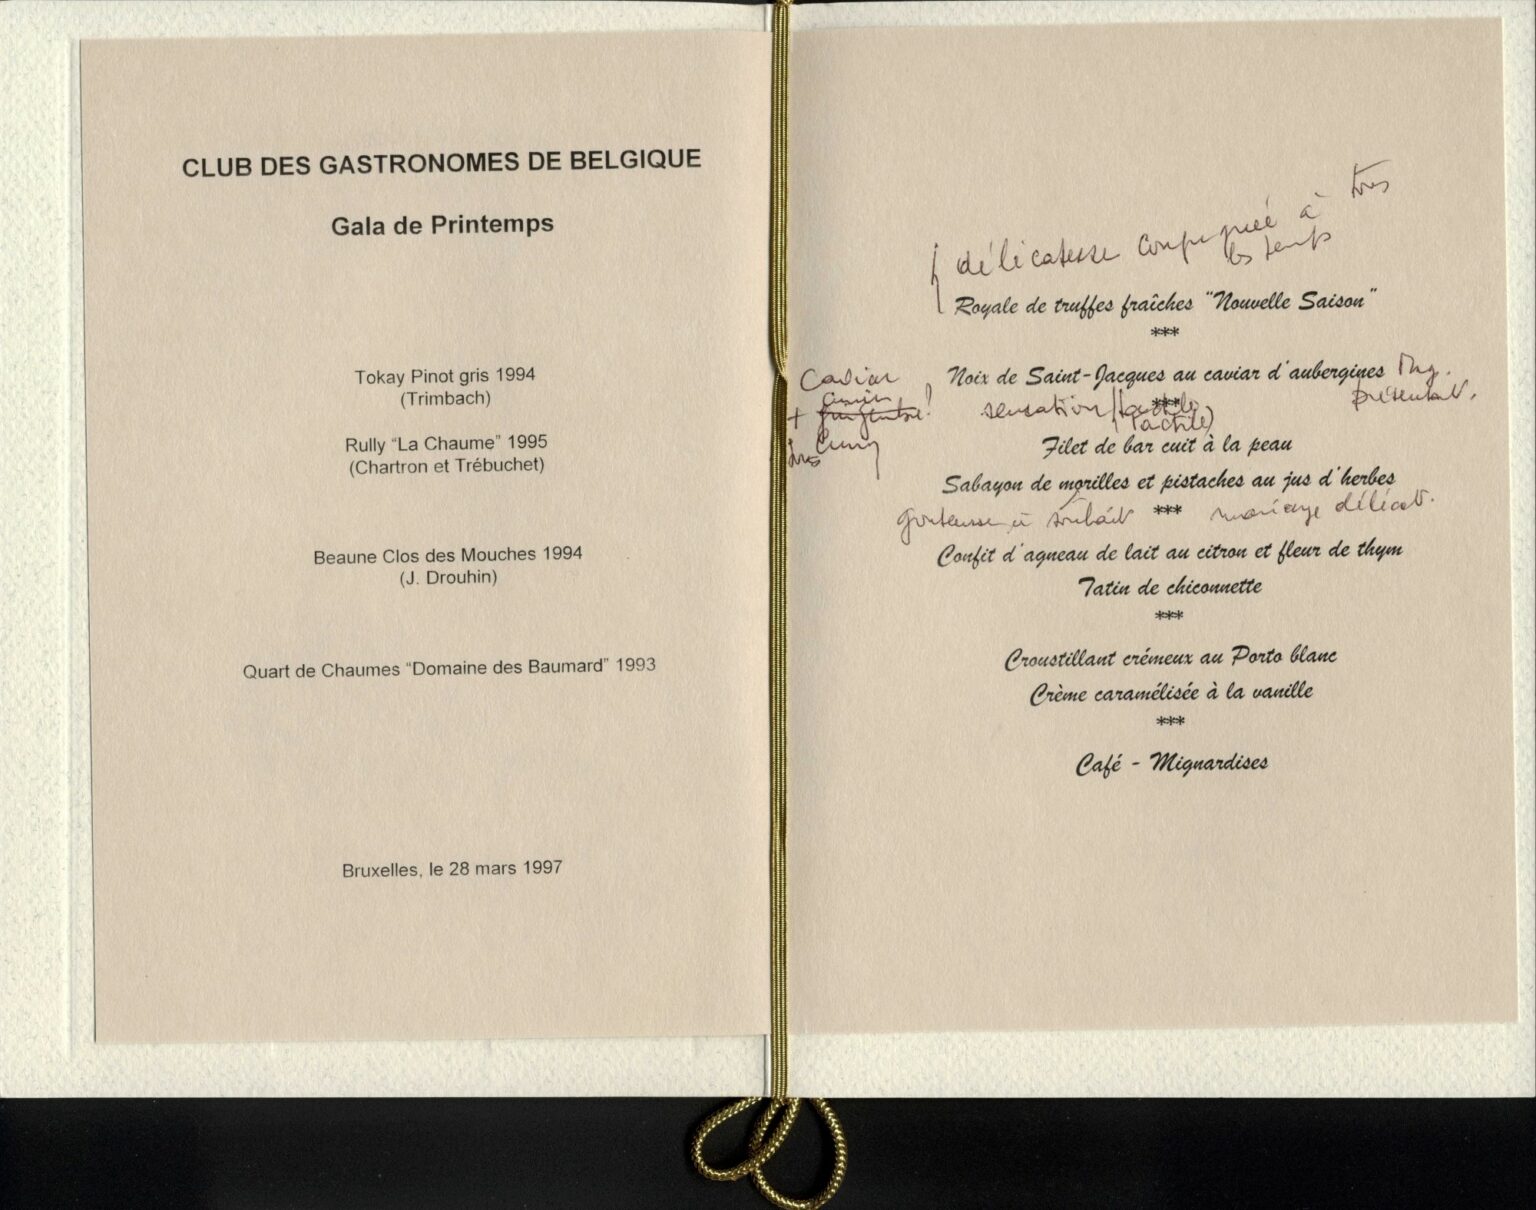 CLUB DES GASTRONOMES DE BELGIQUE
Gala de Printemps
Tokay Pinot gris 1994
(Trimbach)
Rully “La Chaume” 1995
(Chartron et Trébuchet)
Beaune Clos des Mouches 1994
(J. Drouhin)
Quart de Chaumes “Domaine des Baumard” 1993
Bruxelles, le 28 mars 1997
délicatesse conjuguée à tous
les temps
Royale de truffes fraîches “Nouvelle Saison”
***
Noix de Saint-Jacques au caviar d'aubergines
Caviar
présentat.
cumin
+
sensation
***
tactile)
Filet de bar cuit à la peau
Sabayon de morilles et pistaches au jus d'herbes
à souhait *** mariage délicat.
Confit d'agneau de lait au citron et fleur de thym
Tatin de chiconnette
***
Croustillant crémeux au Porto blanc
Crème caramélisée à la vanille
***
Café - Mignardises